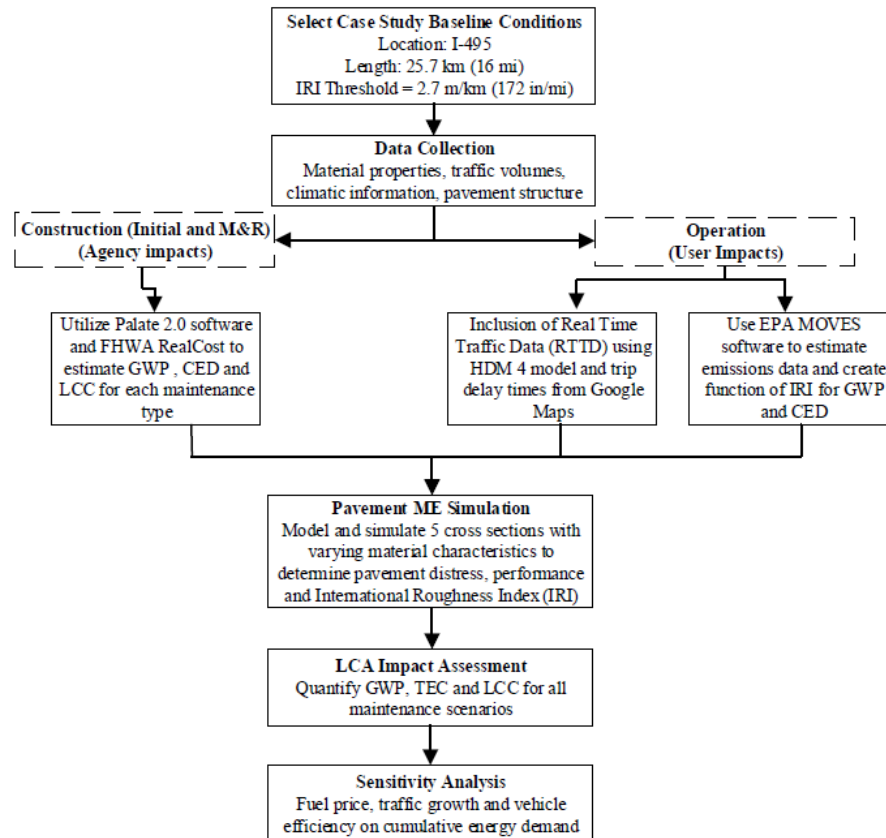 Select Case Study Baseline Conditions
Location: I-495
Length: 25.7 km (16 mi)
IRI Threshold = 2.7 m/km (172 in/mi)
Data Collection
Material properties, traffic volumes,
climatic information, pavement structure
Construction (Initial and M&R)
(Agency impacts)
Operation
(User Impacts)
Utilize Palate 2.0 software
and FHWA RealCost to
estimate GWP , CED and
LCC for each maintenance
type
Inclusion of Real Time
Traffic Data (RTTD) using
HDM 4 model and trip
delay times from Google
Maps
Use EPA MOVES
software to estimate
emissions data and create
function of IRI for GWP
and CED
Pavement ME Simulation
Model and simulate 5 cross sections with
varying material characteristics to
determine pavement distress, performance
and International Roughness Index (IRI)
LCA Impact Assessment
Quantify GWP, TEC and LCC for all
maintenance scenarios
Sensitivity Analysis
Fuel price, traffic growth and vehicle
efficiency on cumulative energy demand